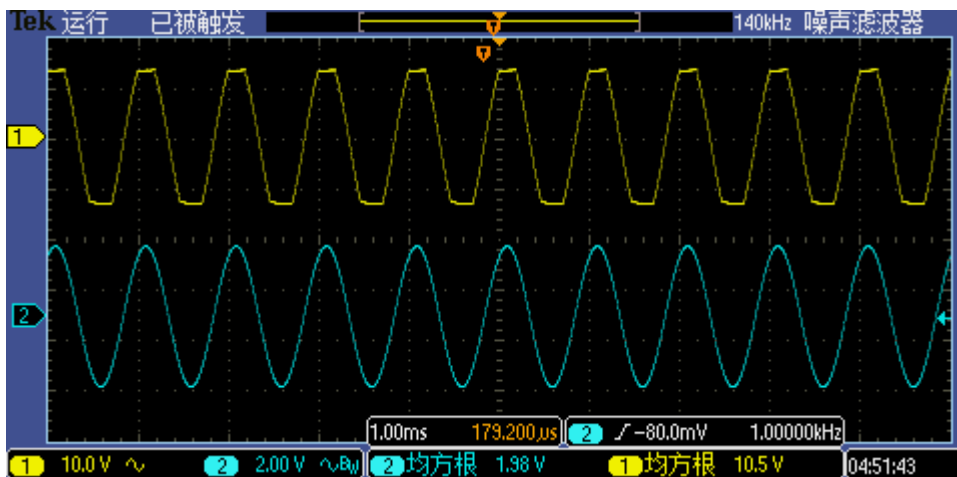 Tek 运行 已被触发 140kHz 噪声滤波器
T
T
1
2
1.00ms 179.200µs 2 -80.0mV 1.00000kHz
1 10.0 V 2 2.00 V BW 2 均方根 1.98 V 1 均方根 10.5 V 04:51:43